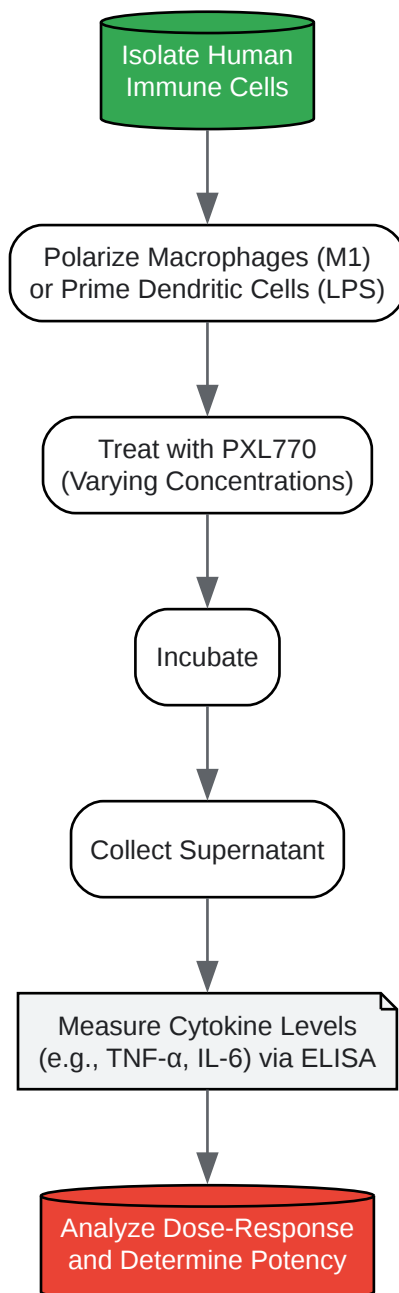 Isolate Human
Immune Cells
Polarize Macrophages (M1)
or Prime Dendritic Cells (LPS)
Treat with PXL770
(Varying Concentrations)
Incubate
Collect Supernatant
Measure Cytokine Levels
(e.g., TNF-α, IL-6) via ELISA
Analyze Dose-Response
and Determine Potency